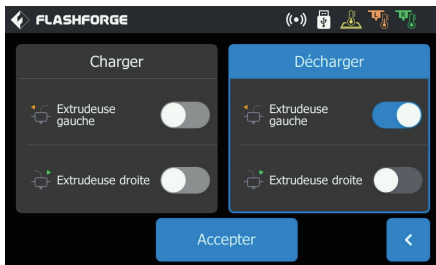 FLASHFORGE
L
R
Charger
Extrudeuse
gauche
Extrudeuse droite
Décharger
Extrudeuse
gauche
Extrudeuse droite
Accepter